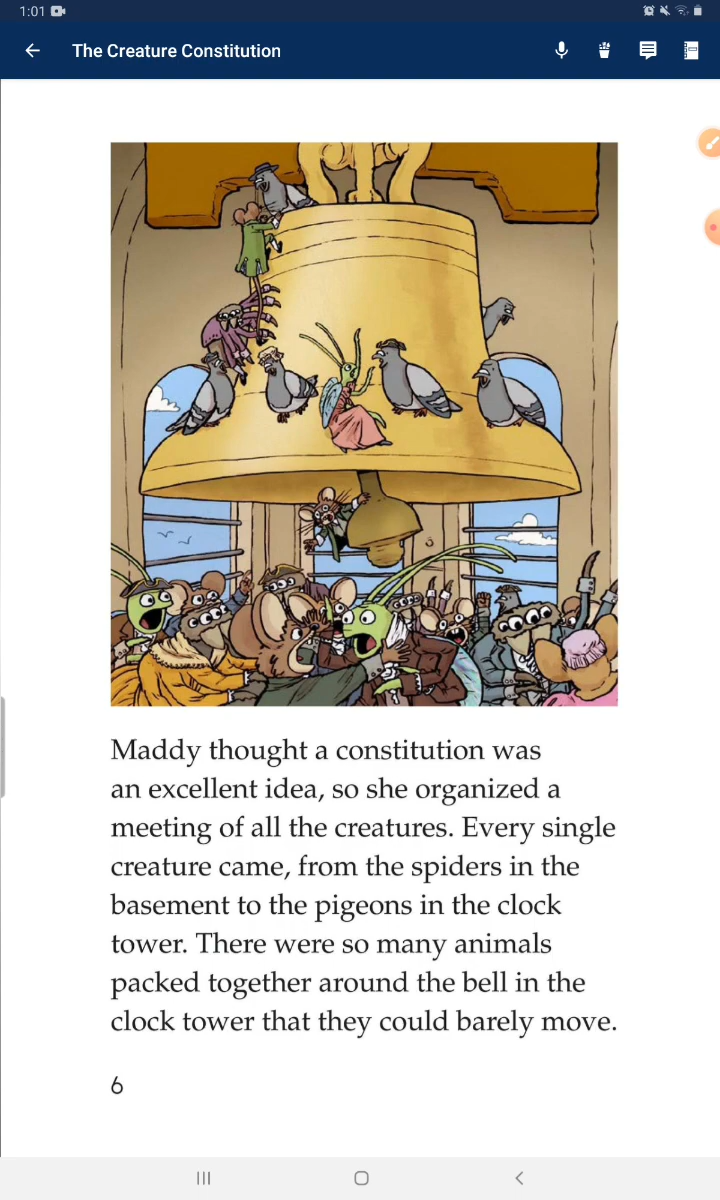 1:01
The Creature Constitution
Maddy thought a constitution was
an excellent idea, so she organized a
meeting of all the creatures. Every single
creature came, from the spiders in the
basement to the pigeons in the clock
tower. There were so many animals
packed together around the bell in the
clock tower that they could barely move.
6